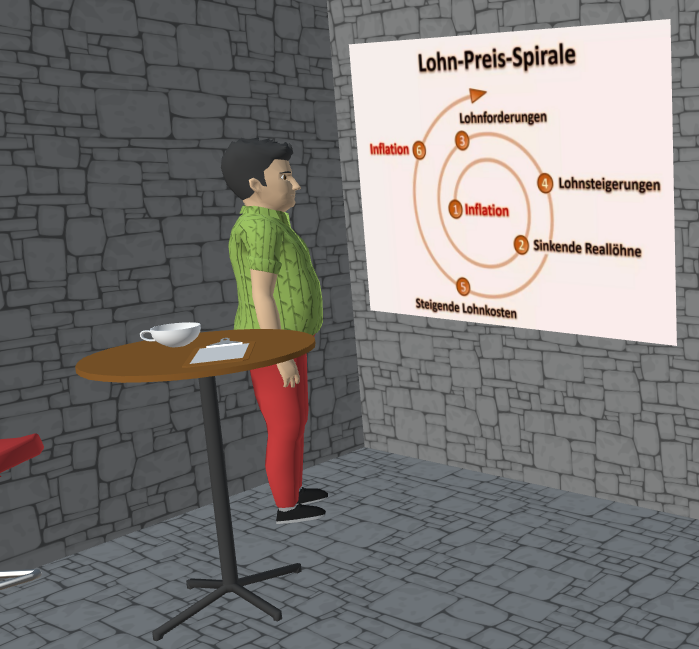 Lohn-Preis-Spirale
Lohnforderungen
3
Inflation 6
4 Lohnsteigerungen
1 Inflation
2 Sinkende Reallöhne
5
Steigende Lohnkosten